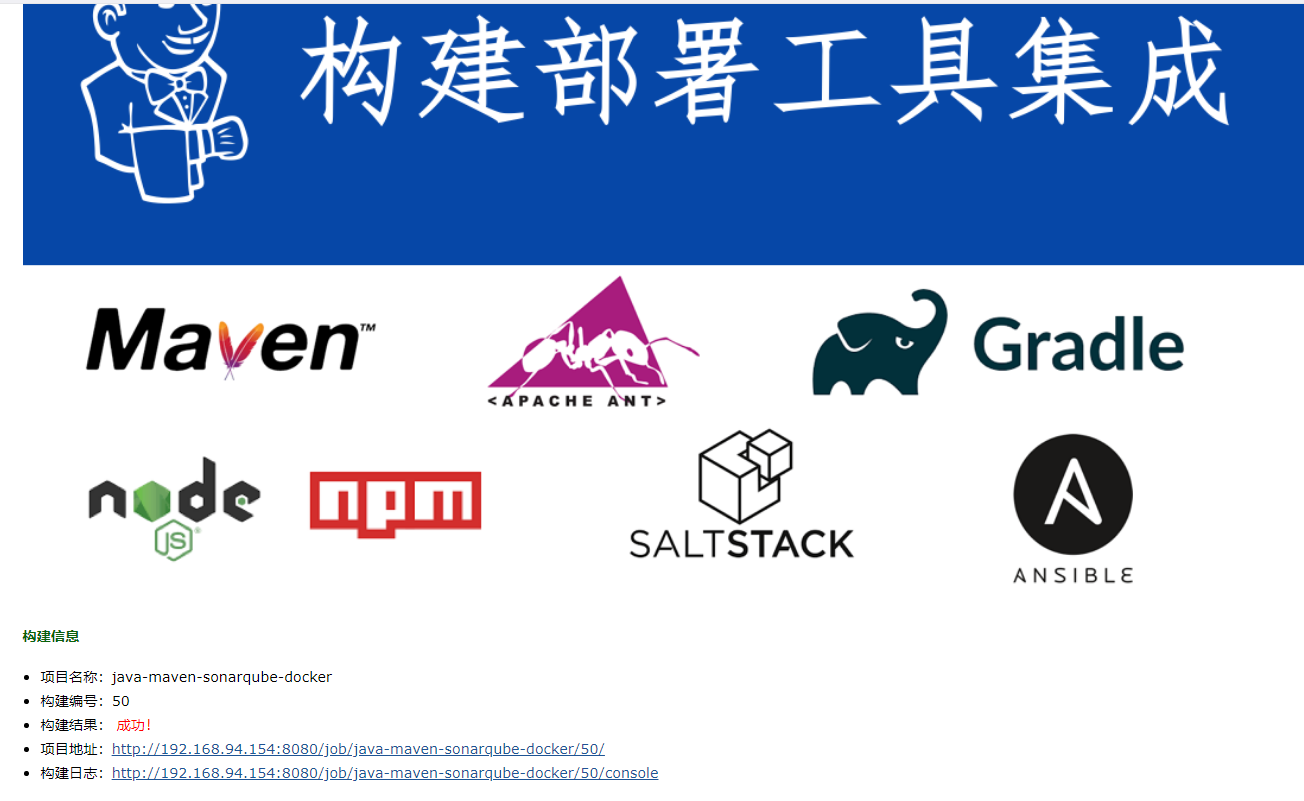 构建部署工具集成
Maven™
<APACHE ANT>
Gradle
node
JS®
npm
SALTSTACK
ANSIBLE
构建信息
项目名称：java-maven-sonarqube-docker
构建编号：50
构建结果： 成功！
项目地址：http://192.168.94.154:8080/job/java-maven-sonarqube-docker/50/
构建日志：http://192.168.94.154:8080/job/java-maven-sonarqube-docker/50/console